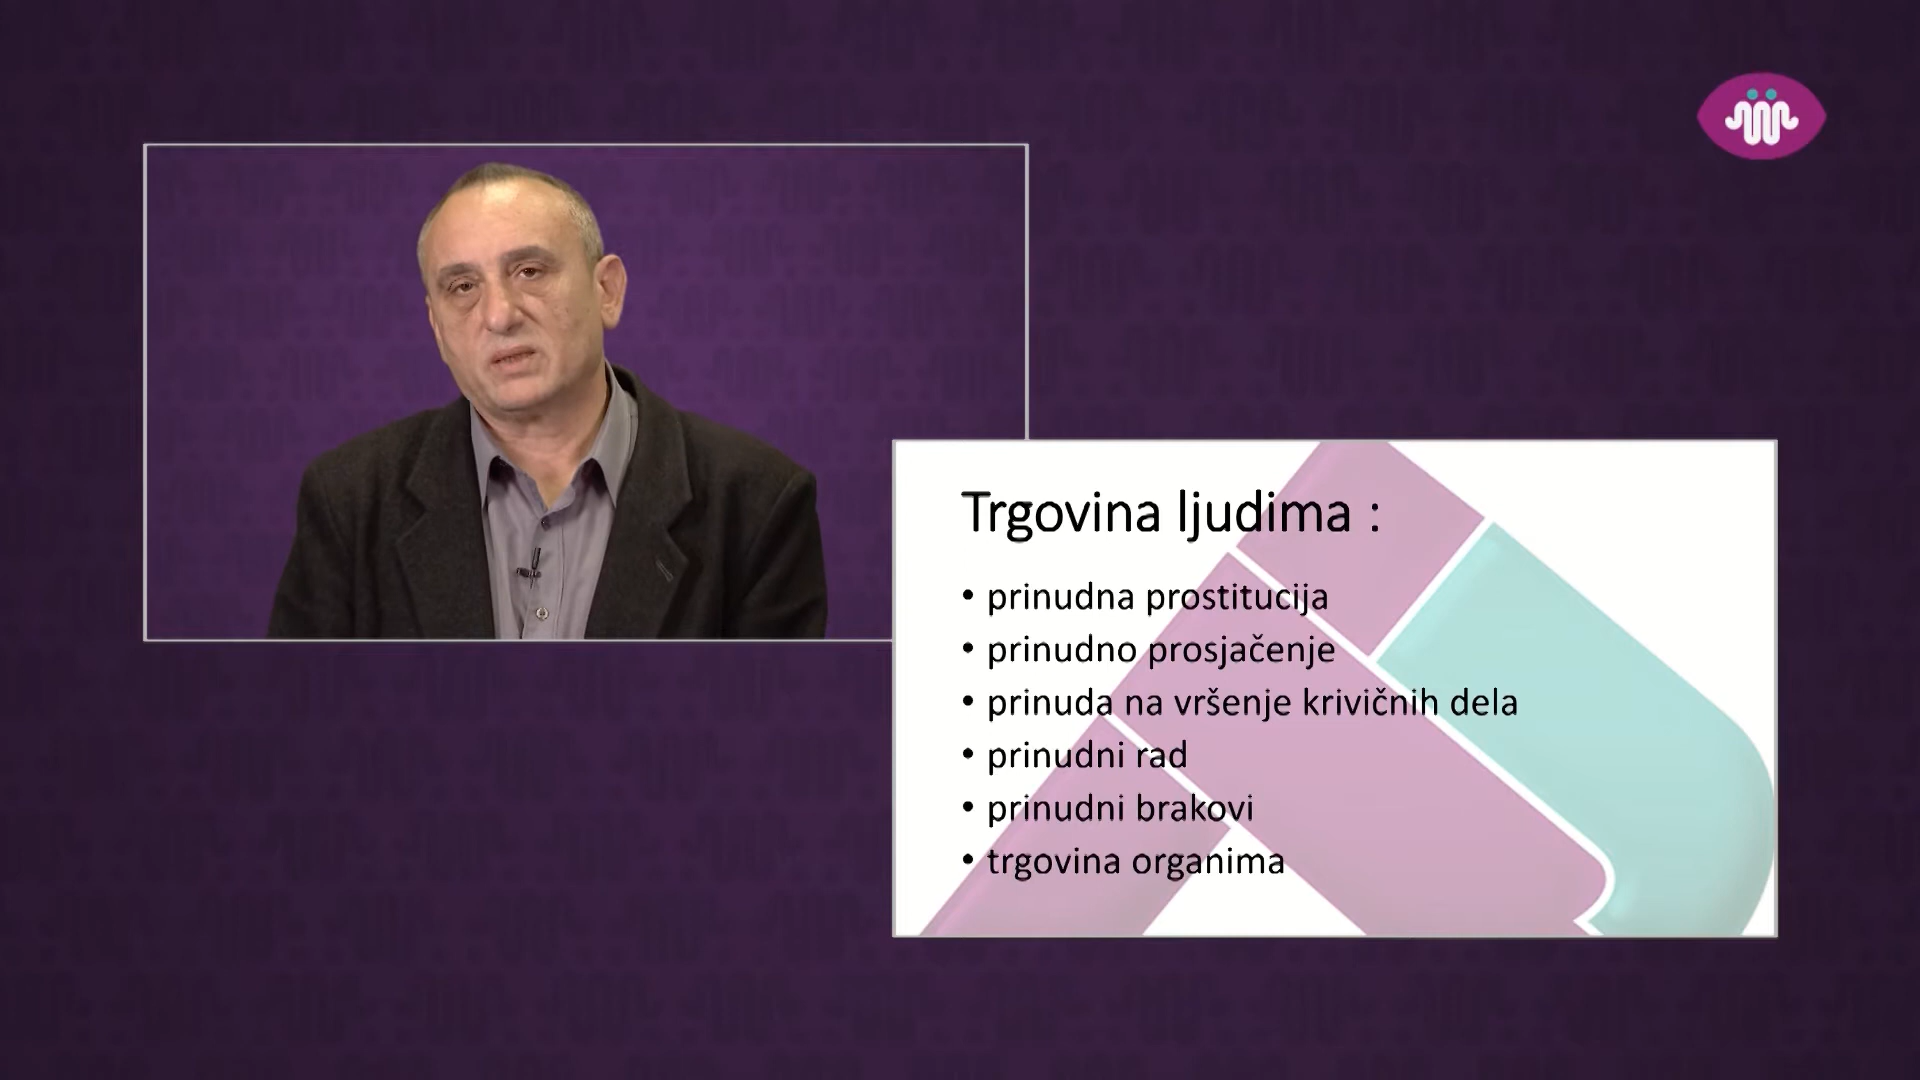 Trgovina ljudima :
• prinudna prostitucija
• prinudno prosjačenje
• prinuda na vršenje krivičnih dela
• prinudni rad
• prinudni brakovi
• trgovina organima